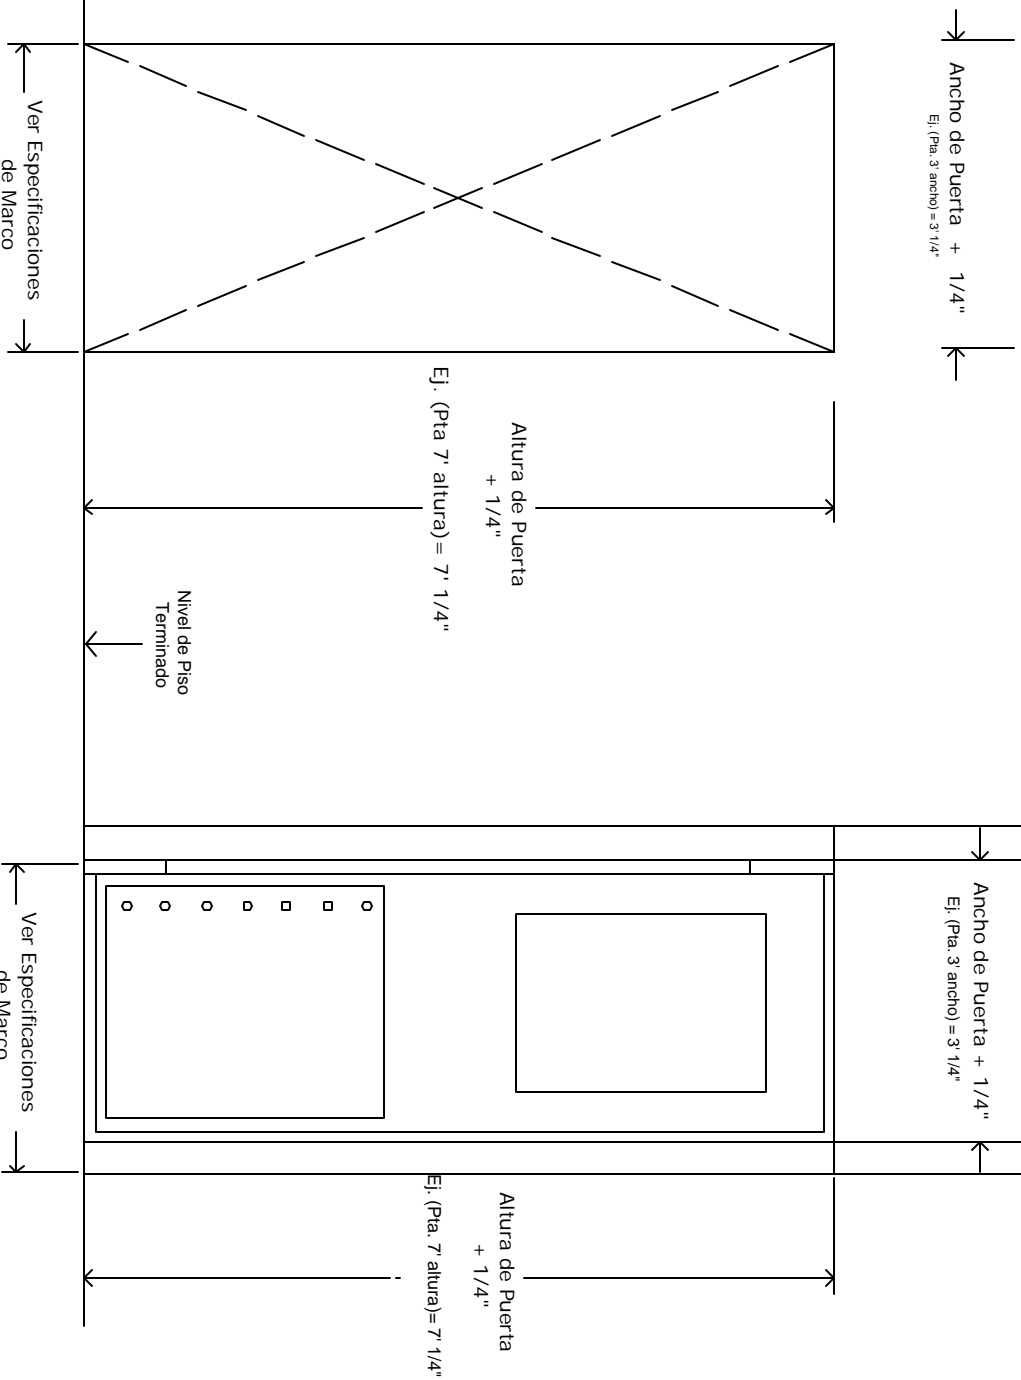 Ancho de Puerta + 1/4"
Ej. (Pta. 3' ancho) = 3' 1/4"
Altura de Puerta
+ 1/4"
Ej. (Pta 7' altura)= 7' 1/4"
Nivel de Piso
Terminado
Ver Especificaciones
de Marco
Ancho de Puerta + 1/4"
Ej. (Pta. 3' ancho) = 3' 1/4"
Altura de Puerta
+ 1/4"
Ej. (Pta. 7' altura)= 7' 1/4"
Ver Especificaciones
de Marco